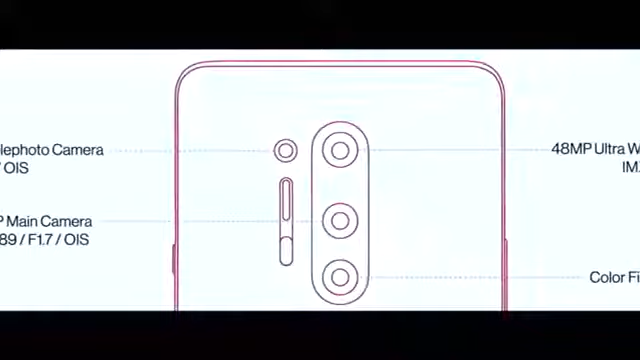 lephoto Camera
/ OIS
48MP Ultra W
IM
P Main Camera
89 / F1.7 / OIS
Color Fi